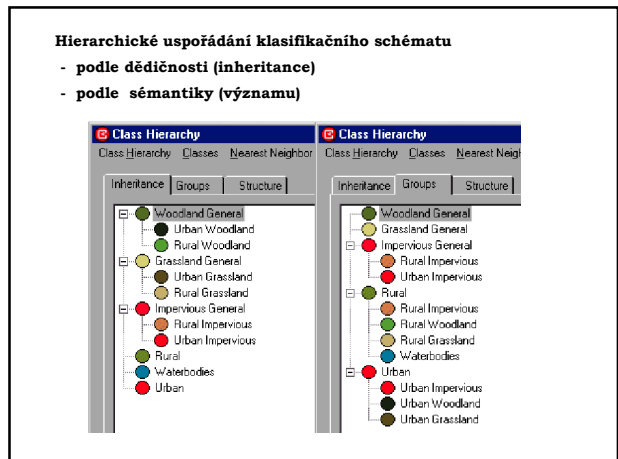 Hierarchické uspořádání klasifikačního schématu
- podle dědičnosti (inheritance)
- podle sémantiky (významu)
Class Hierarchy
Class Hierarchy Classes Nearest Neighbor
Inheritance Groups Structure
Woodland General
Urban Woodland
Rural Woodland
Grassland General
Urban Grassland
Rural Grassland
Impervious General
Rural Impervious
Urban Impervious
Rural
Waterbodies
Urban
Class Hierarchy
Class Hierarchy Classes Nearest Neigh
Inheritance Groups Structure
Woodland General
Grassland General
Impervious General
Rural Impervious
Urban Impervious
Rural
Rural Impervious
Rural Woodland
Rural Grassland
Waterbodies
Urban
Urban Impervious
Urban Woodland
Urban Grassland